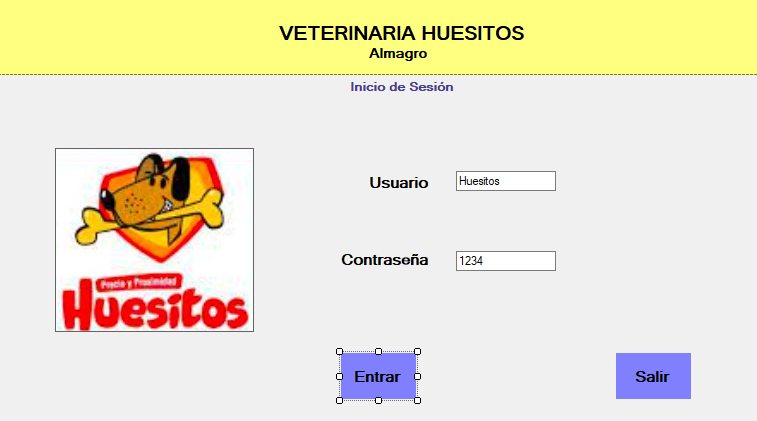 VETERINARIA HUESITOS
Almagro
Inicio de Sesión
Usuario
Huesitos
Precio y Proximidad
Huesitos
Contraseña
1234
Entrar
Salir